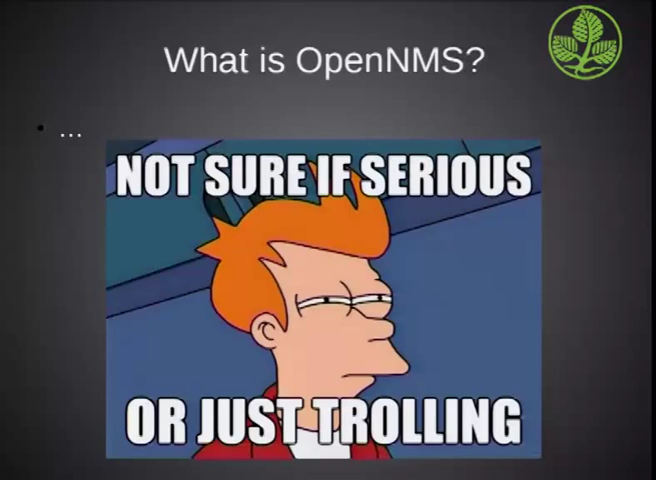 What is OpenNMS?
• ...
NOT SURE IF SERIOUS
OR JUST TROLLING